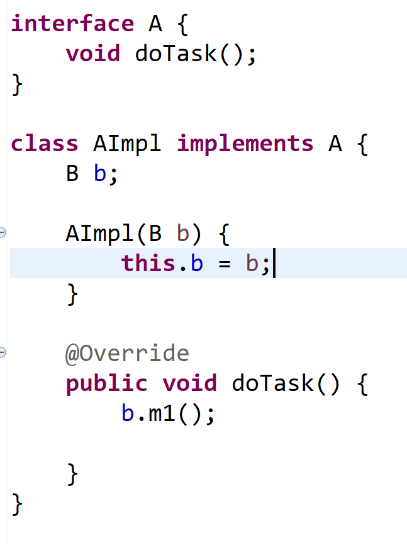 interface A {
    void doTask();
}
class AImpl implements A {
    B b;
    AImpl(B b) {
        this.b = b;
    }
    @Override
    public void doTask() {
        b.m1();
    }
}